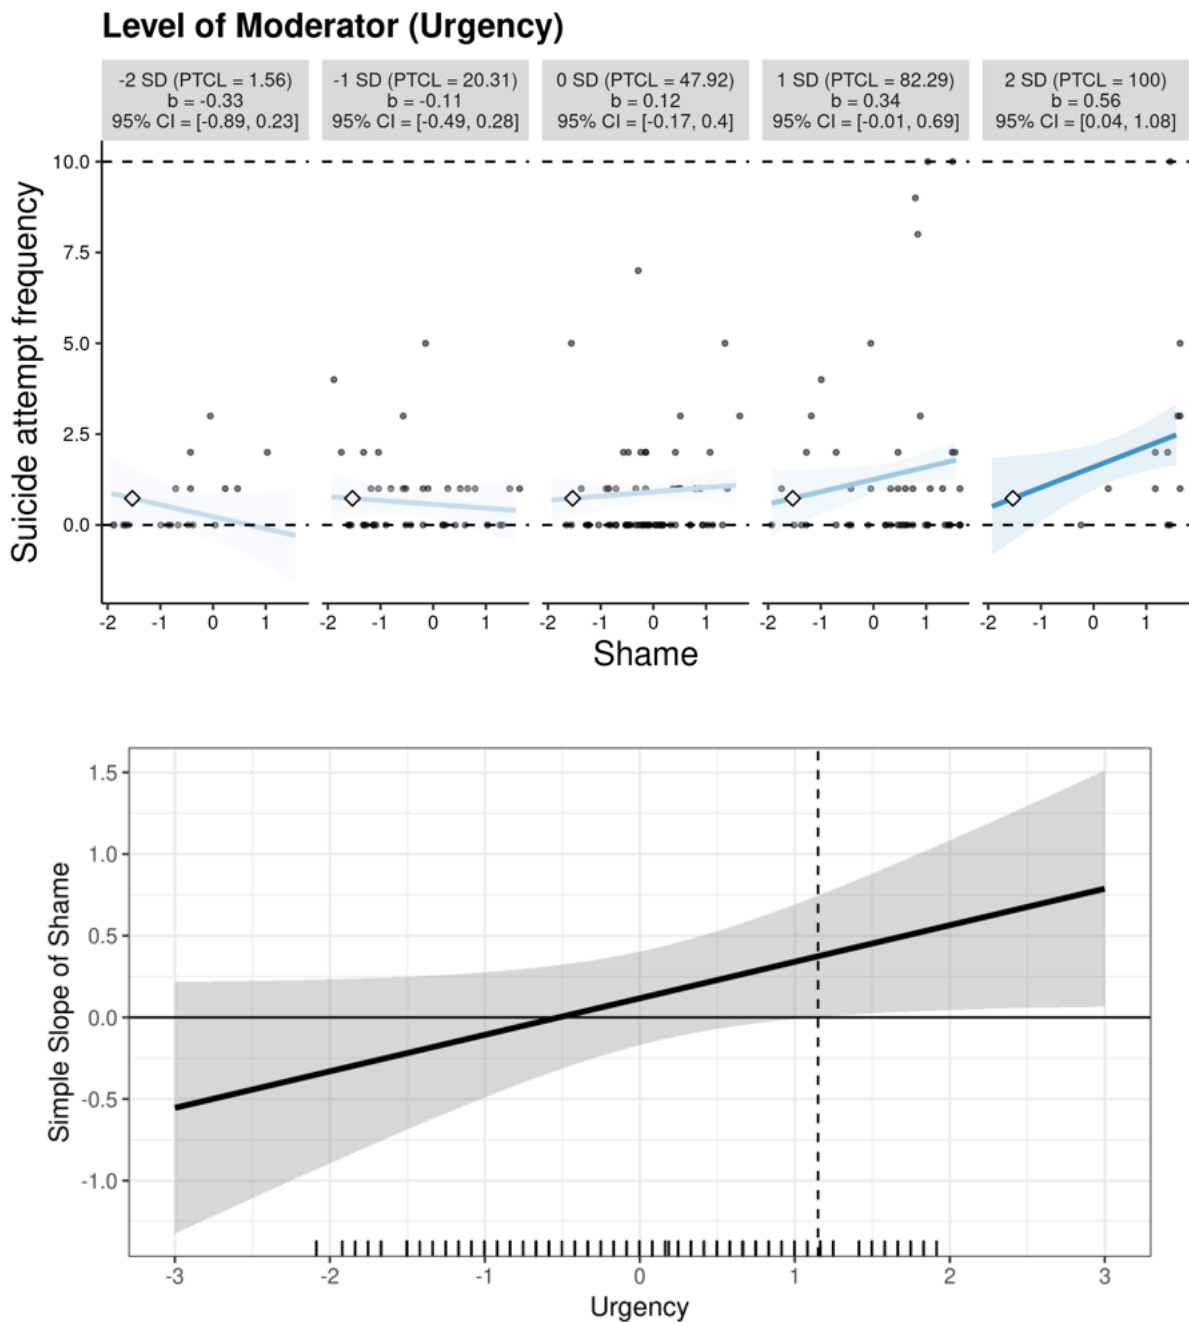 Level of Moderator (Urgency)
-2 SD (PTCL = 1.56)
b = -0.33
95% CI = [-0.89, 0.23]
-1 SD (PTCL = 20.31)
b = -0.11
95% CI = [-0.49, 0.28]
0 SD (PTCL = 47.92)
b = 0.12
95% CI = [-0.17, 0.4]
1 SD (PTCL = 82.29)
b = 0.34
95% CI = [-0.01, 0.69]
2 SD (PTCL = 100)
b = 0.56
95% CI = [0.04, 1.08]
Suicide attempt frequency
10.0
7.5
5.0
2.5
0.0
-2 -1 0 1 -2 -1 0 1 -2 -1 0 1 -2 -1 0 1 -2 -1 0 1
Shame
Simple Slope of Shame
1.5
1.0
0.5
0.0
-0.5
-1.0
-3 -2 -1 0 1 2 3
Urgency